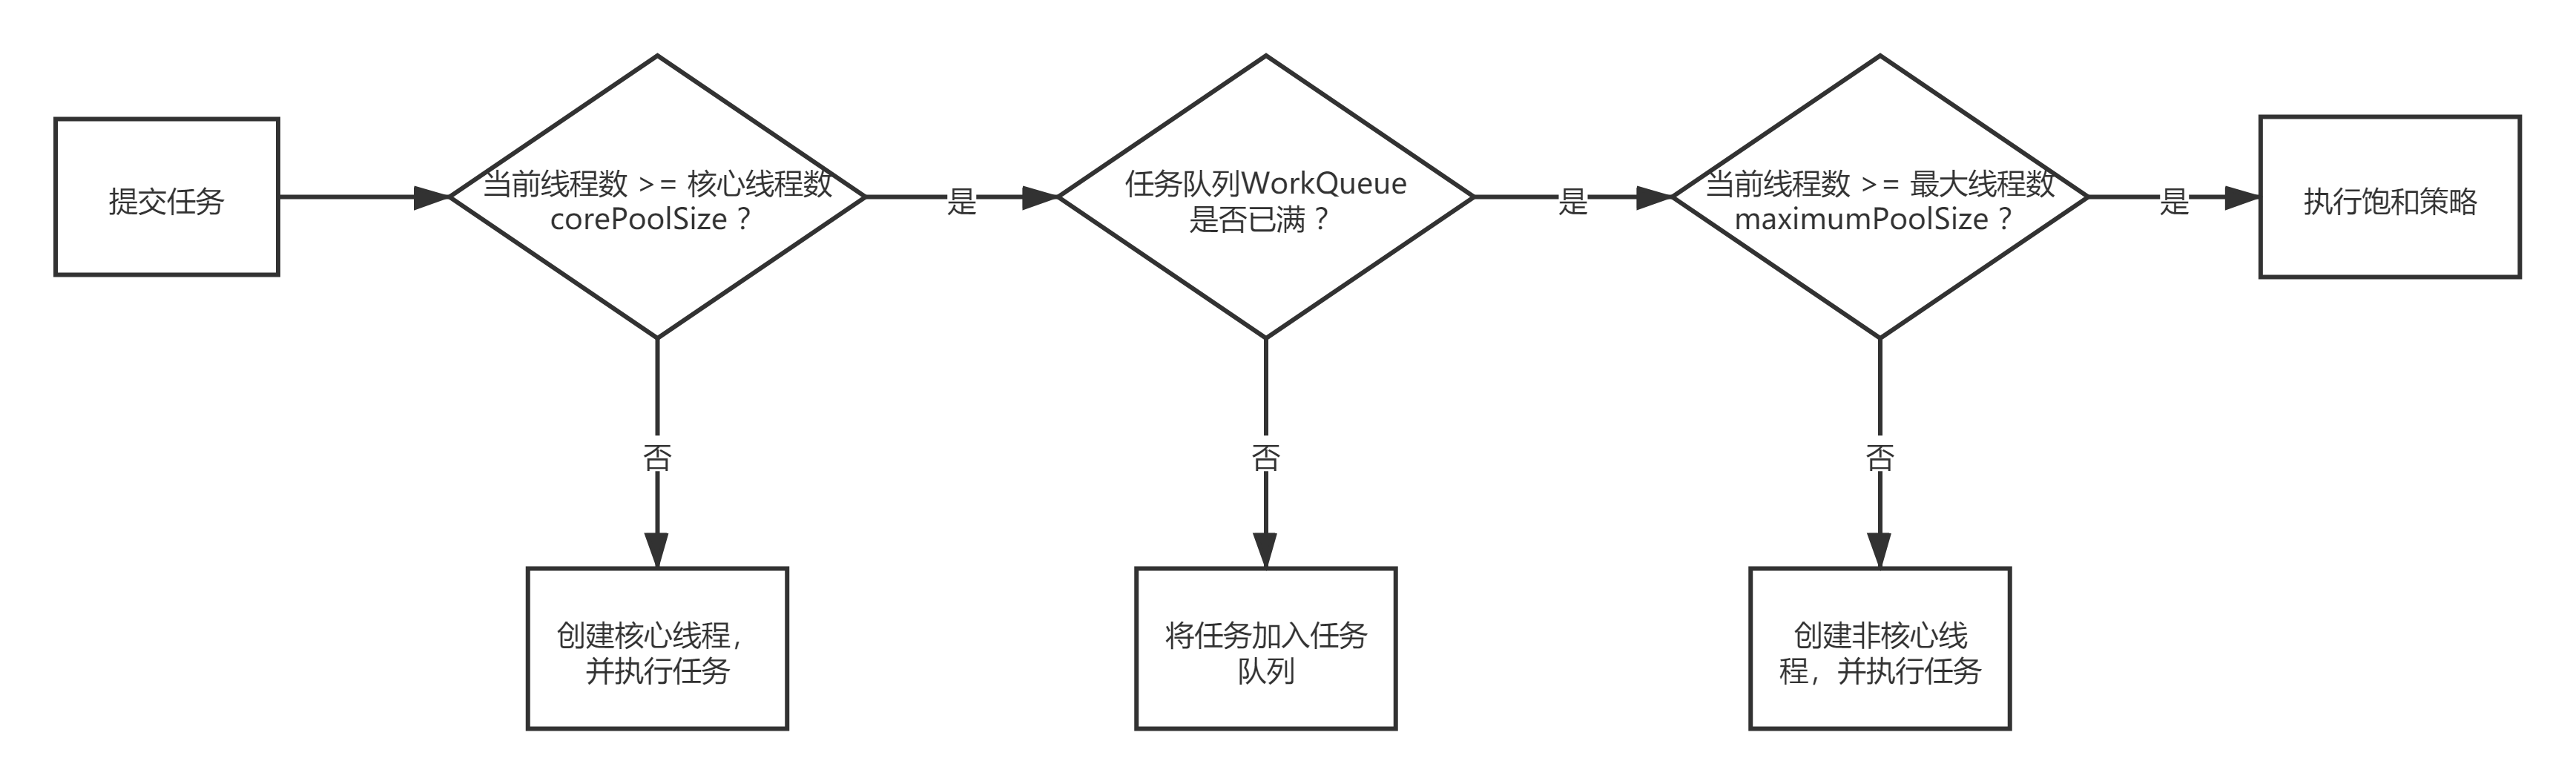 提交任务
当前线程数 >= 核心线程数
corePoolSize？
是
任务队列WorkQueue
是否已满？
是
当前线程数 >= 最大线程数
maximumPoolSize？
是
执行饱和策略
否
否
否
创建核心线程，
并执行任务
将任务加入任务
队列
创建非核心线
程，并执行任务